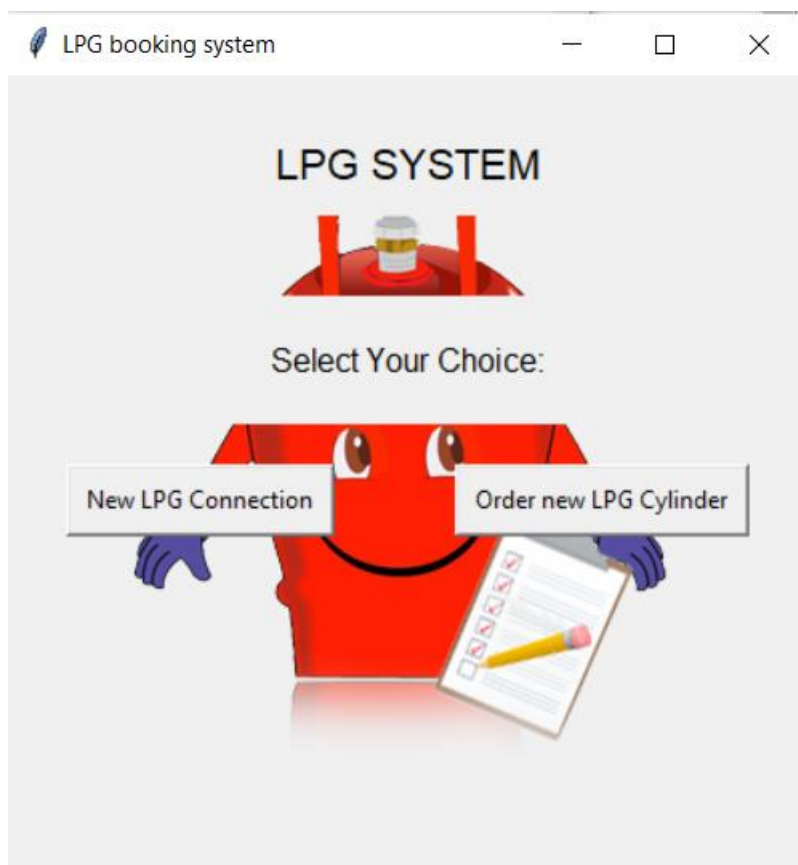 LPG booking system
LPG SYSTEM
Select Your Choice:
New LPG Connection
Order new LPG Cylinder